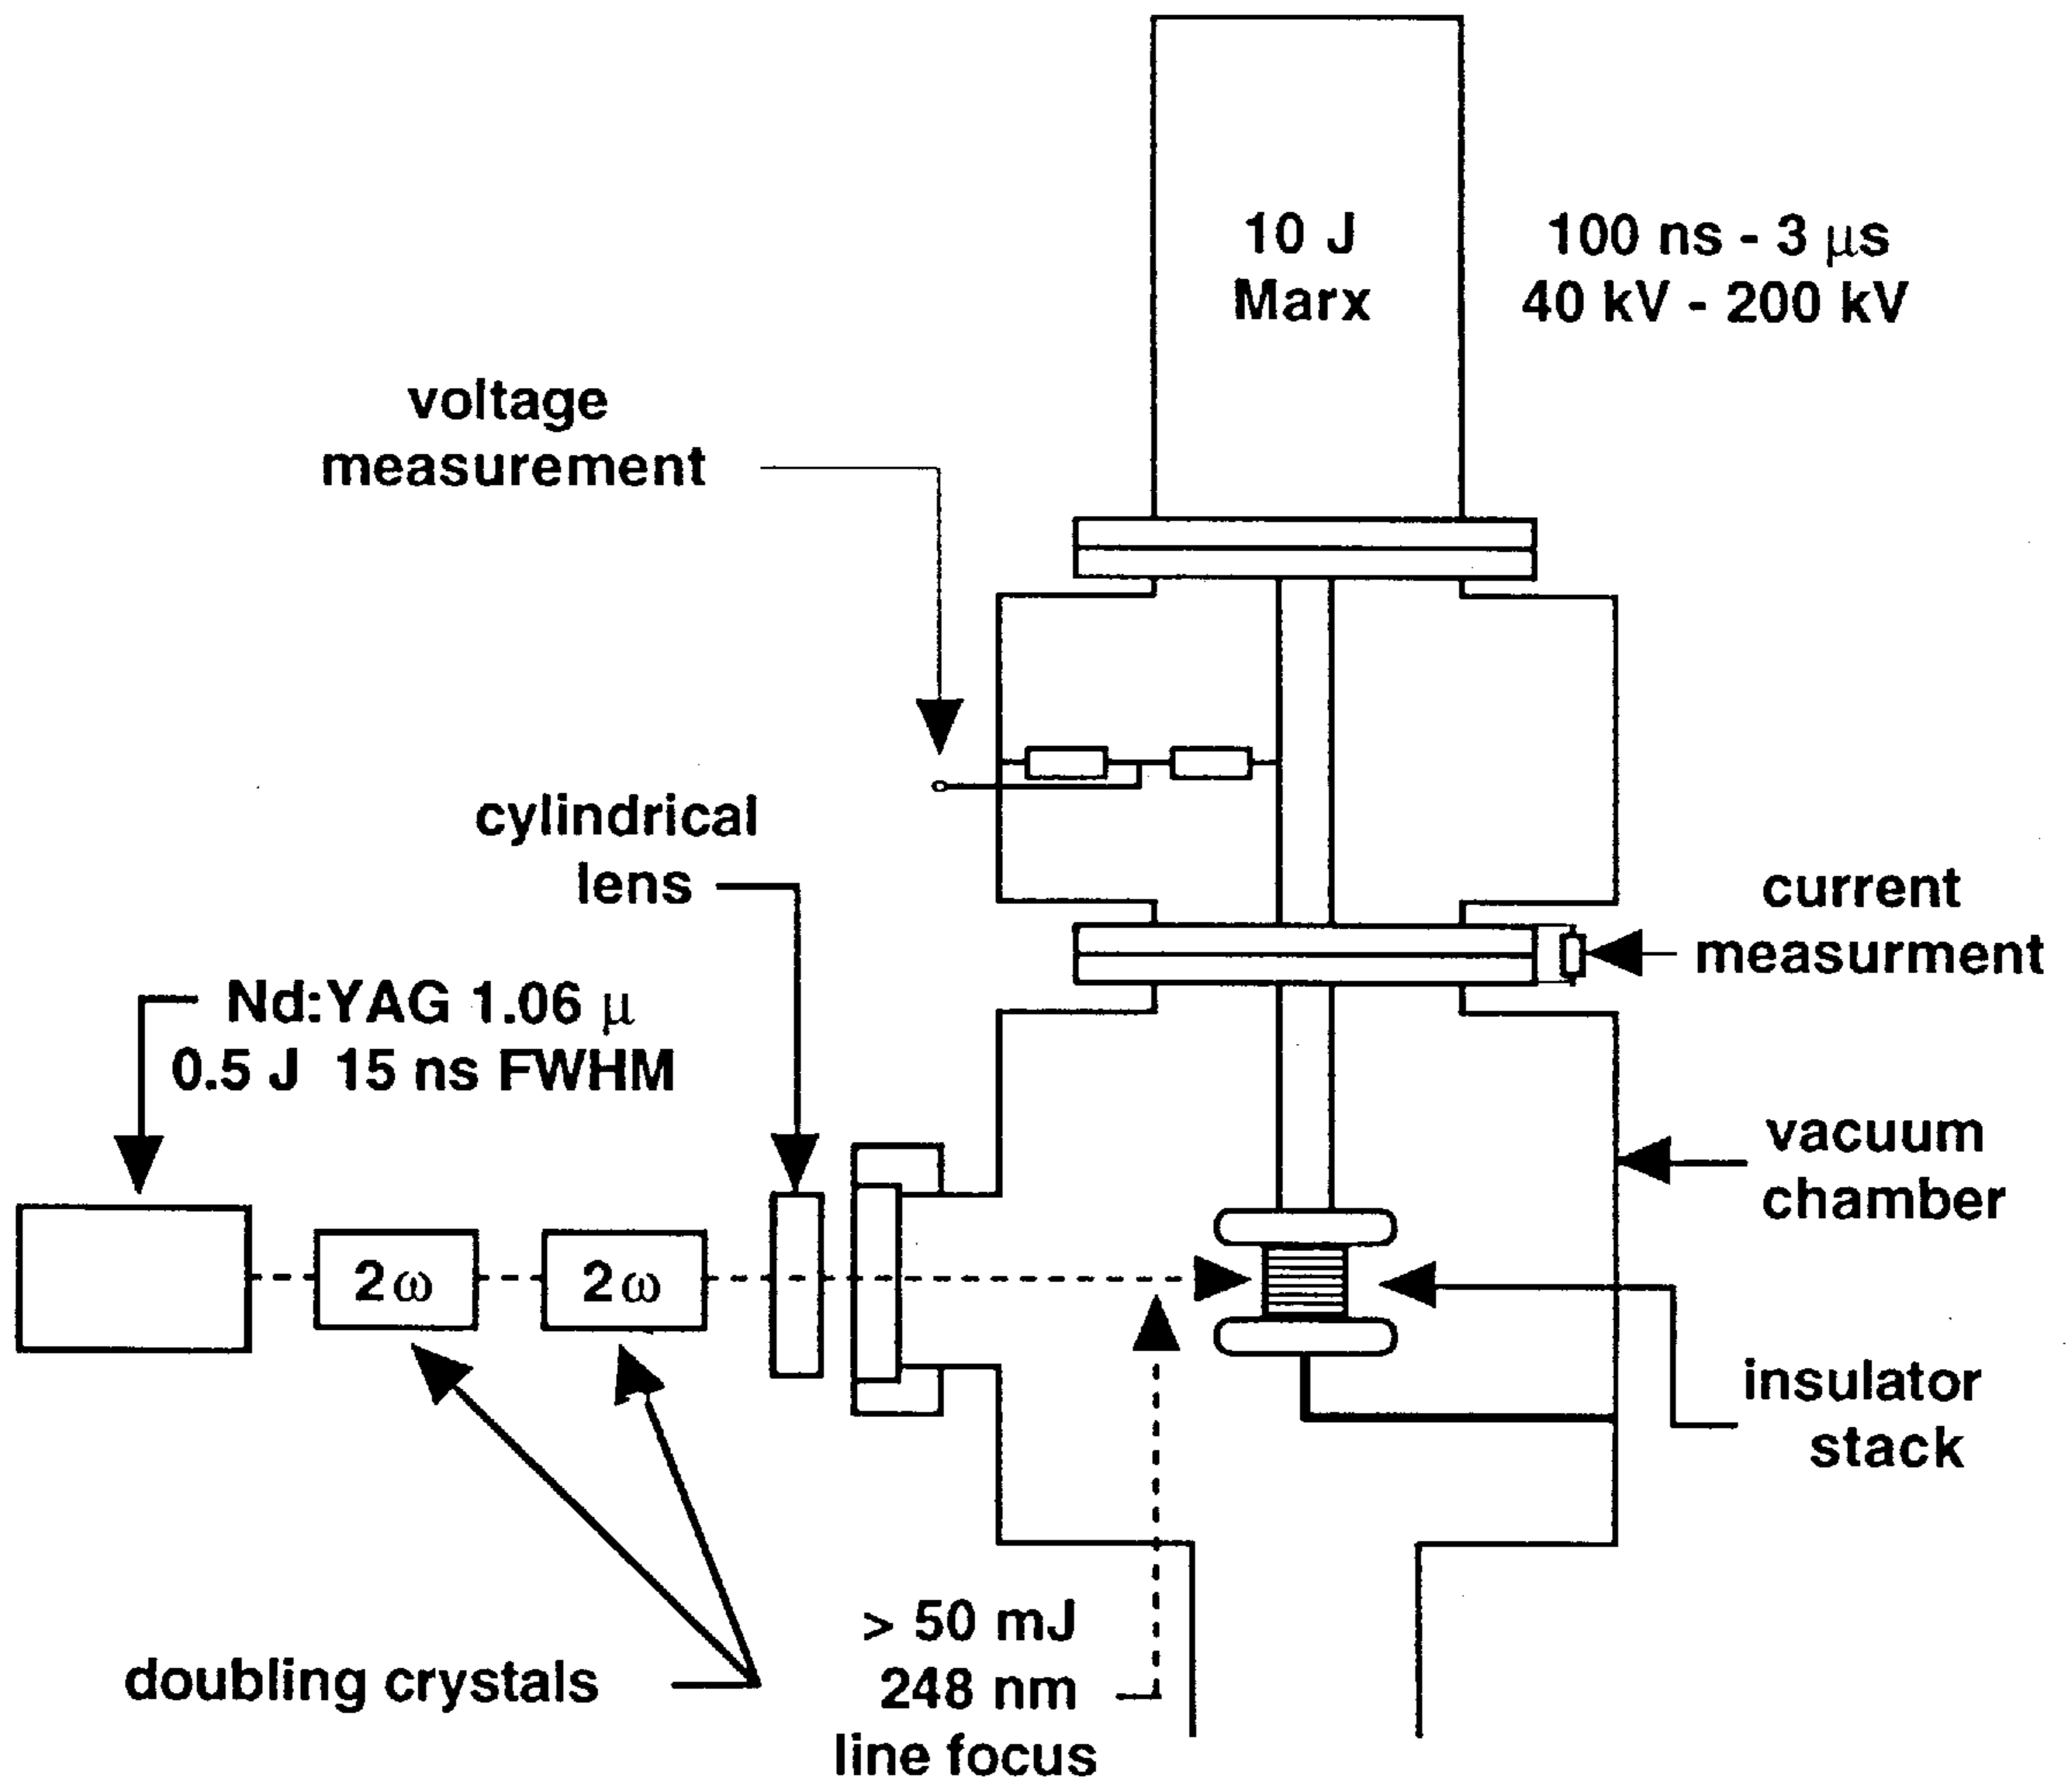 10 J
Marx
100 ns - 3 μs
40 kV - 200 kV
voltage
measurement
cylindrical
lens
current
measurment
Nd:YAG 1.06 μ
0.5 J 15 ns FWHM
vacuum
chamber
2ω
2ω
insulator
stack
doubling crystals
> 50 mJ
248 nm
line focus